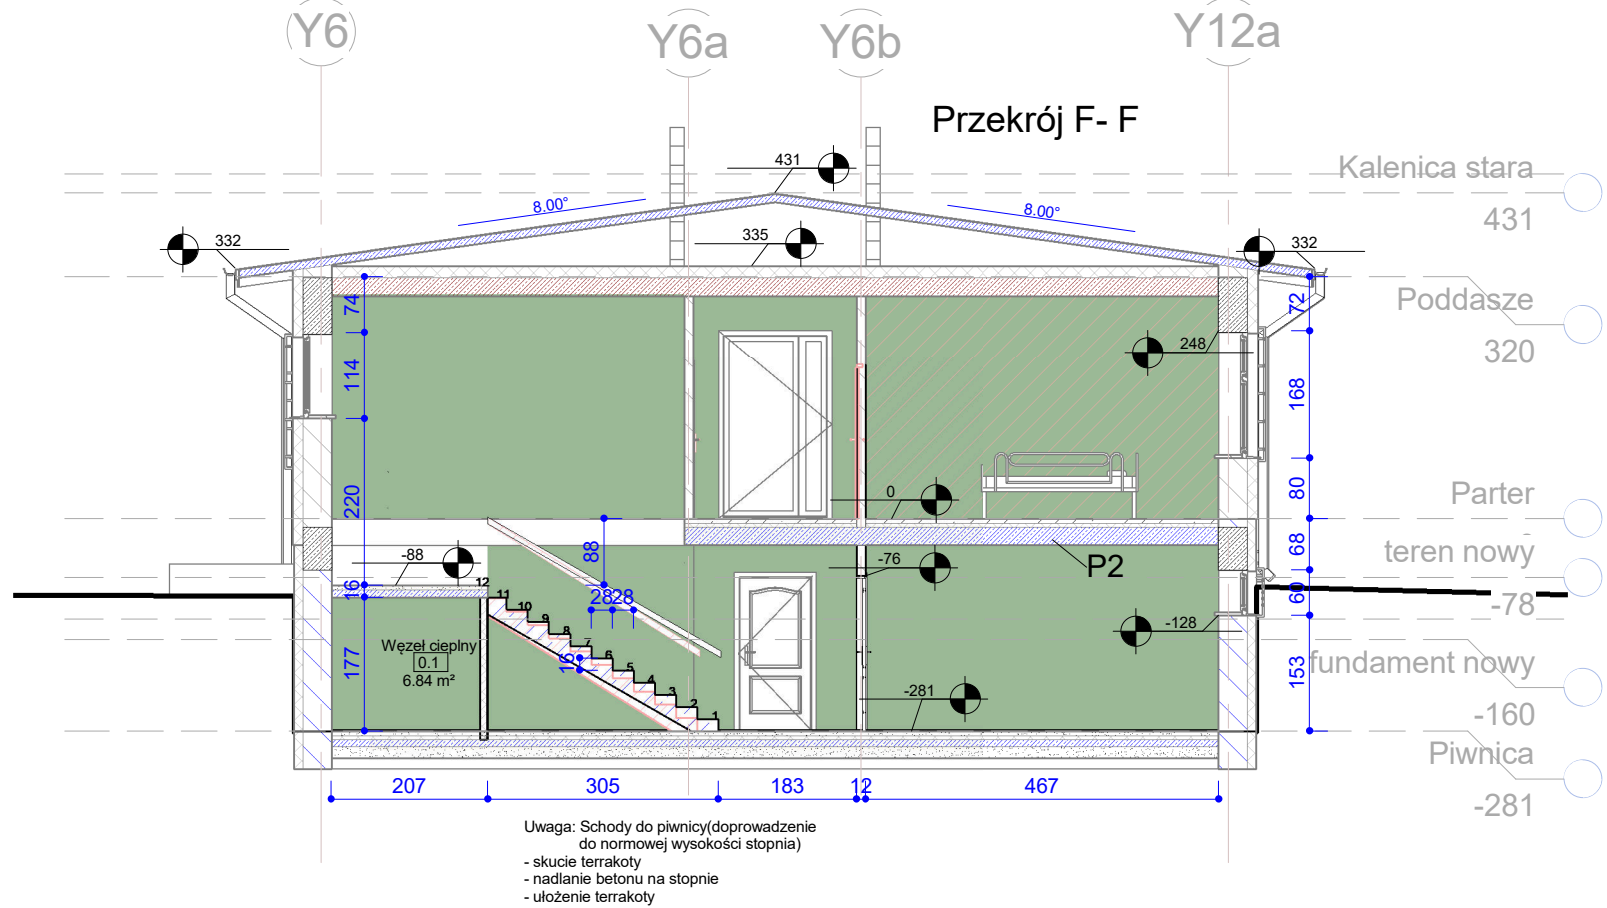 Y6
Y6a
Y6b
Y12a
Przekrój F- F
Kalenica stara
431
431
8.00°
8.00°
332
335
332
Poddasze
320
74
72
248
114
168
220
0
80
Parter
88
68
teren nowy
-88
-76
P2
-78
16
12
2828
60
11
10
9
8
7
6
5
4
3
2
1
16
-128
Węzeł cieplny
0.1
6.84 m²
177
153
fundament nowy
-160
-281
Piwnica
-281
207
305
183
12
467
Uwaga: Schody do piwnicy(doprowadzenie
do normowej wysokości stopnia)
- skucie terrakoty
- nadlanie betonu na stopnie
- ułożenie terrakoty